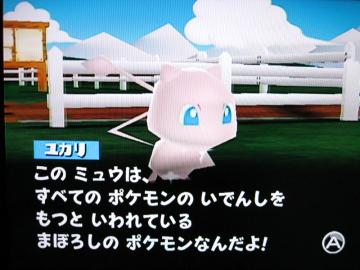 ユカリ
この ミュウは、
すべての ポケモンの いでんしを
もつと いわれている
まぼろしの ポケモンなんだよ!
A